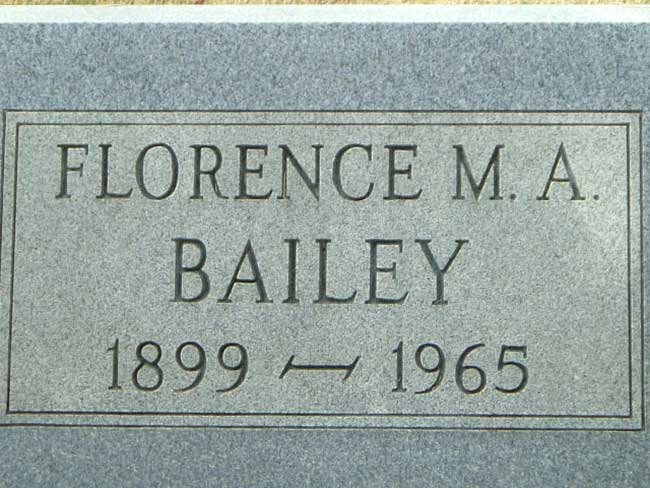 FLORENCE M. A.
BAILEY
1899 — 1965